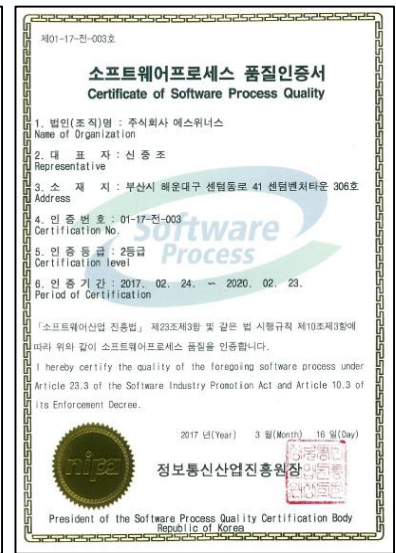 제01-17-전-003호
소프트웨어프로세스 품질인증서
Certificate of Software Process Quality
1. 법인(조직)명 : 주식회사 에스위너스
Name of Organization
2. 대 표 자 : 신 중 조
Representative
3. 소 재 지 : 부산시 해운대구 센텀동로 41 센텀벤처타운 306호
Address
4. 인 증 번 호 : 01-17-전-003
Certification No.
5. 인 증 등 급 : 2등급
Certification level
6. 인 증 기 간 : 2017. 02. 24. ~ 2020. 02. 23.
Period of Certification
Software
Process
「소프트웨어산업 진흥법」 제23조제3항 및 같은 법 시행규칙 제10조제3항에
따라 위와 같이 소프트웨어프로세스 품질을 인증합니다.
I hereby certify the quality of the foregoing software process under
Article 23.3 of the Software Industry Promotion Act and Article 10.3 of
its Enforcement Decree.
2017 년(Year) 3 월(Month) 16 일(Day)
nipa
정보통신산업진흥원장
President of the Software Process Quality Certification Body
Republic of Korea